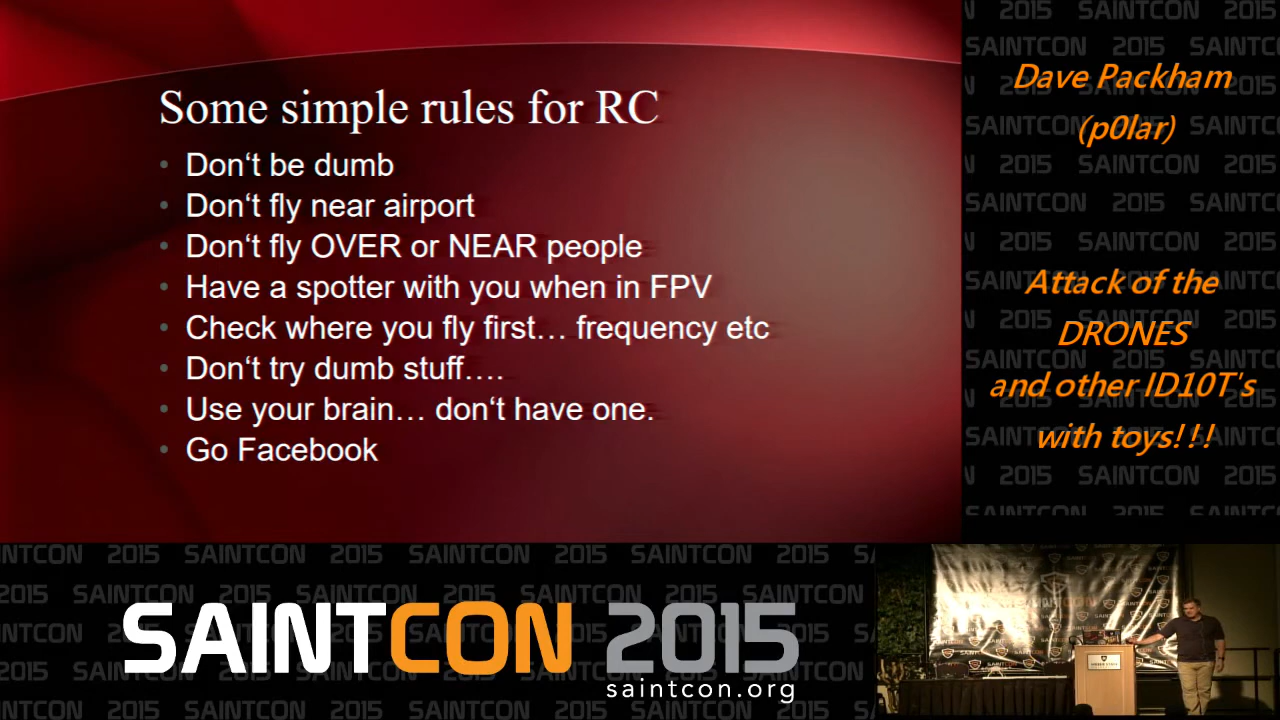 Some simple rules for RC
Don‘t be dumb
Don‘t fly near airport
Don‘t fly OVER or NEAR people
Have a spotter with you when in FPV
Check where you fly first… frequency etc
Don‘t try dumb stuff….
Use your brain… don‘t have one.
Go Facebook
Dave Packham
(p0lar)
Attack of the
DRONES
and other ID10T's
with toys!!!
SAINTCON 2015
saintcon.org